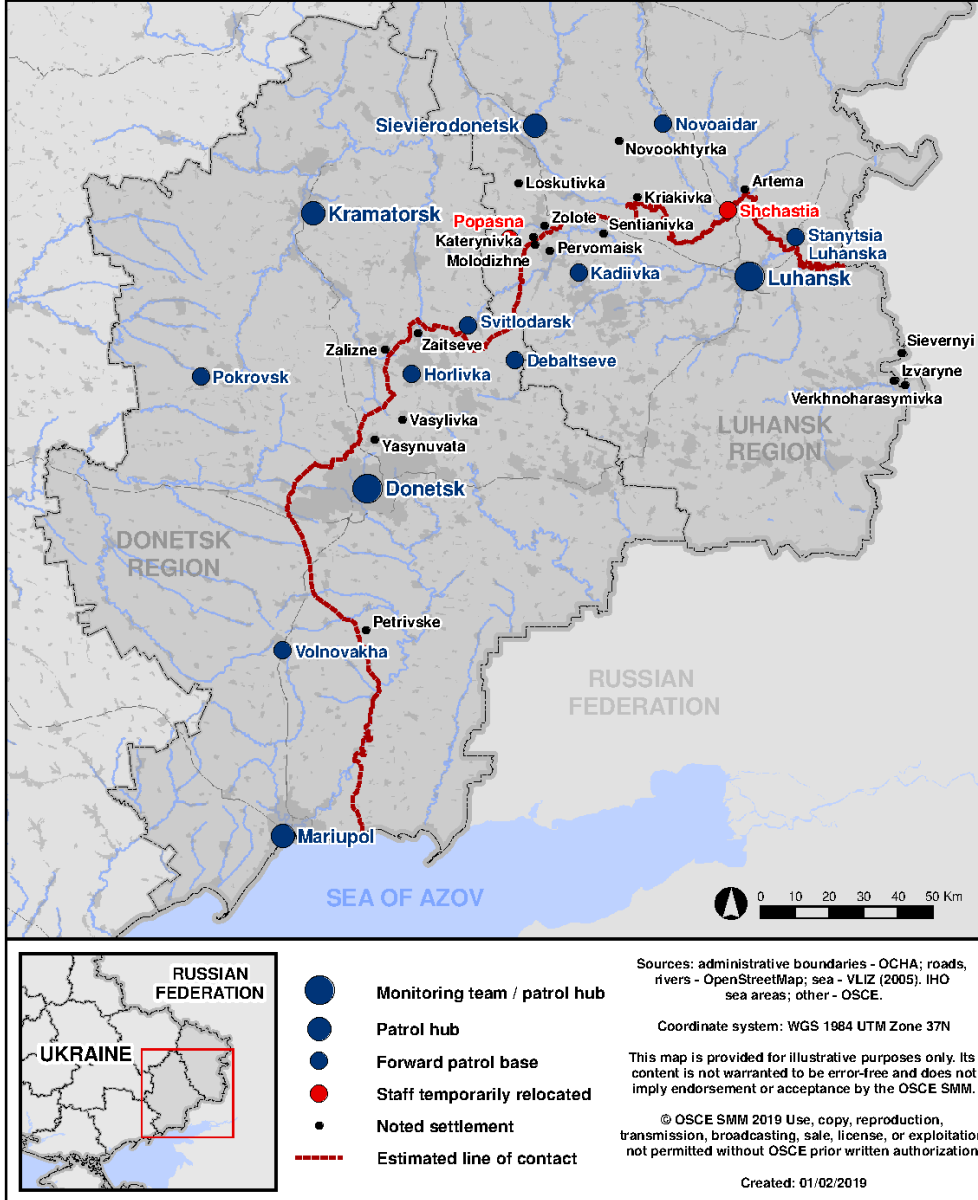 Sievierodonetsk
Novoaidar
Novookhtyrka
Loskutivka
Artema
Kriakivka
Kramatorsk
Popasna
Zolote
Shchastia
Sentianivka
Katerynivka
Stanytsia
Luhanska
Pervomaisk
Molodizhne
Kadiivka
Luhansk
Svitlodarsk
Zaitseve
Sievernyi
Zalizne
Debaltseve
Izvaryne
Pokrovsk
Horlivka
Verkhnoharasymivka
Vasylivka
LUHANSK
REGION
Yasynuvata
Donetsk
DONETSK
REGION
Petrivske
Volnovakha
RUSSIAN
FEDERATION
Mariupol
SEA OF AZOV
0 10 20 30 40 50 Km
RUSSIAN
FEDERATION
UKRAINE
Monitoring team / patrol hub
Patrol hub
Forward patrol base
Staff temporarily relocated
Noted settlement
Estimated line of contact
Sources: administrative boundaries - OCHA; roads,
rivers - OpenStreetMap; sea - VLIZ (2005). IHO
sea areas; other - OSCE.
Coordinate system: WGS 1984 UTM Zone 37N
This map is provided for illustrative purposes only. Its
content is not warranted to be error-free and does not
imply endorsement or acceptance by the OSCE SMM.
© OSCE SMM 2019 Use, copy, reproduction,
transmission, broadcasting, sale, license, or exploitation
not permitted without OSCE prior written authorization
Created: 01/02/2019